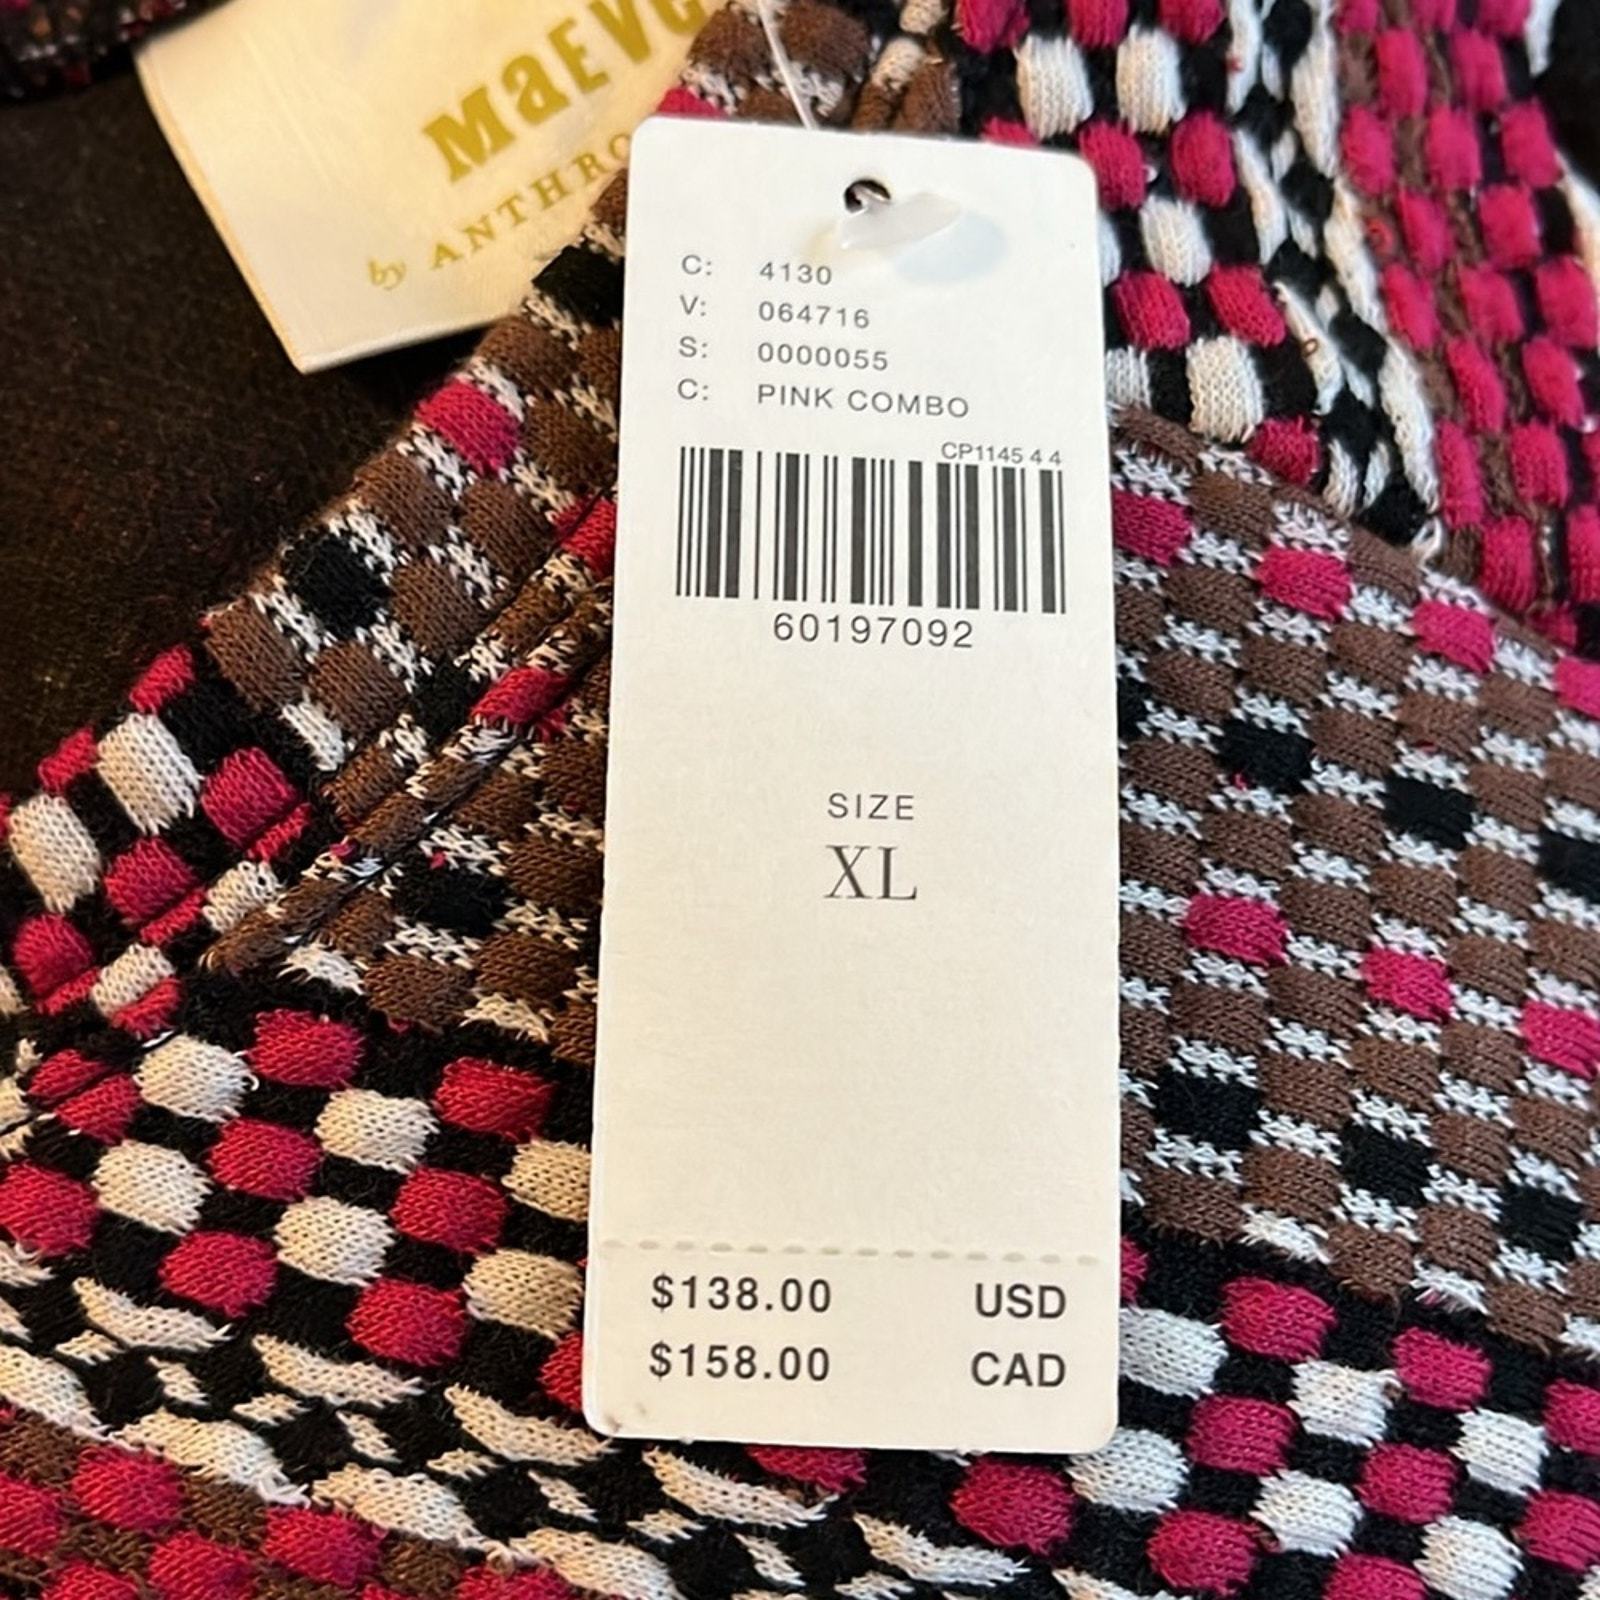 MaEVe
by ANTHRO
C: 4130
V: 064716
S: 0000055
C: PINK COMBO
CP1145 4 4
60197092
SIZE
XL
$138.00 USD
$158.00 CAD